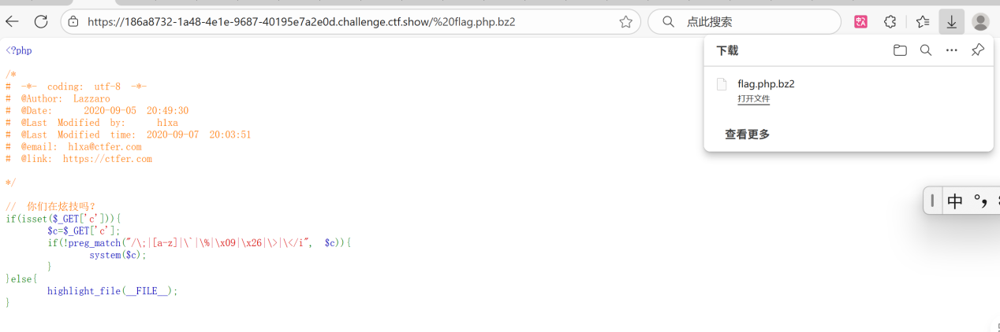 https://186a8732-1a48-4e1e-9687-40195e7a2e0d.challenge.ctf.show/%20flag.php.bz2
点此搜索
下载
flag.php.bz2
打开文件
查看更多
<?php
/*
# -*- coding: utf-8 -*-
# @Author: Lazzaro
# @Date: 2020-09-05 20:49:30
# @Last Modified by: h1xa
# @Last Modified time: 2020-09-07 20:03:51
# @email: h1xa@ctfer.com
# @link: https://ctfer.com
*/
// 你们在炫技吗?
if(isset($_GET['c'])){
$c=$_GET['c'];
if(!preg_match("/\;|[a-z]|\`|\%|\x09|\x26|\>|\</i", $c)){
system($c);
}
}else{
highlight_file(__FILE__);
}
中 °,